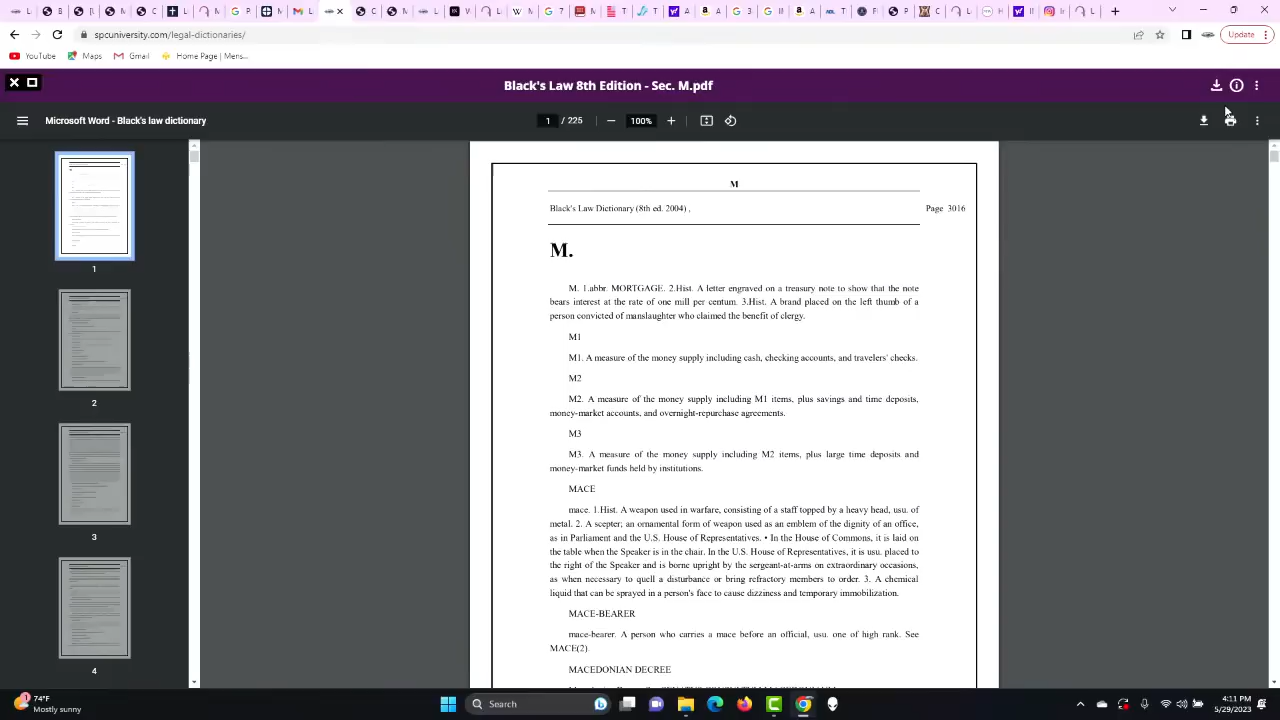 spcuniversity.com/legal-dictionaries/
Update
YouTube
Maps
Gmail
Home Page | Mens...
Black's Law 8th Edition - Sec. M.pdf
Microsoft Word - Black's law dictionary
1 / 225
100%
1
2
3
4
M
Black's Law Dictionary (8th ed. 2004) ,
Page 3016
M.
M. 1.abbr. MORTGAGE. 2.Hist. A letter engraved on a treasury note to show that the note
bears interest at the rate of one mill per centum. 3.Hist. A brand placed on the left thumb of a
person convicted of manslaughter who claimed the benefit of clergy.
M1
M1. A measure of the money supply including cash, checking accounts, and travelers' checks.
M2
M2. A measure of the money supply including M1 items, plus savings and time deposits,
money-market accounts, and overnight-repurchase agreements.
M3
M3. A measure of the money supply including M2 items, plus large time deposits and
money-market funds held by institutions.
MACE
mace. 1.Hist. A weapon used in warfare, consisting of a staff topped by a heavy head, usu. of
metal. 2. A scepter; an ornamental form of weapon used as an emblem of the dignity of an office,
as in Parliament and the U.S. House of Representatives. • In the House of Commons, it is laid on
the table when the Speaker is in the chair. In the U.S. House of Representatives, it is usu. placed to
the right of the Speaker and is borne upright by the sergeant-at-arms on extraordinary occasions,
as when necessary to quell a disturbance or bring refractory members to order. 3. A chemical
liquid that can be sprayed in a person's face to cause dizziness and temporary immobilization.
MACE-BEARER
mace-bearer. A person who carries a mace before an official, usu. one of high rank. See
MACE(2).
MACEDONIAN DECREE
74°F
Mostly sunny
Search
4:11 PM
5/29/2023